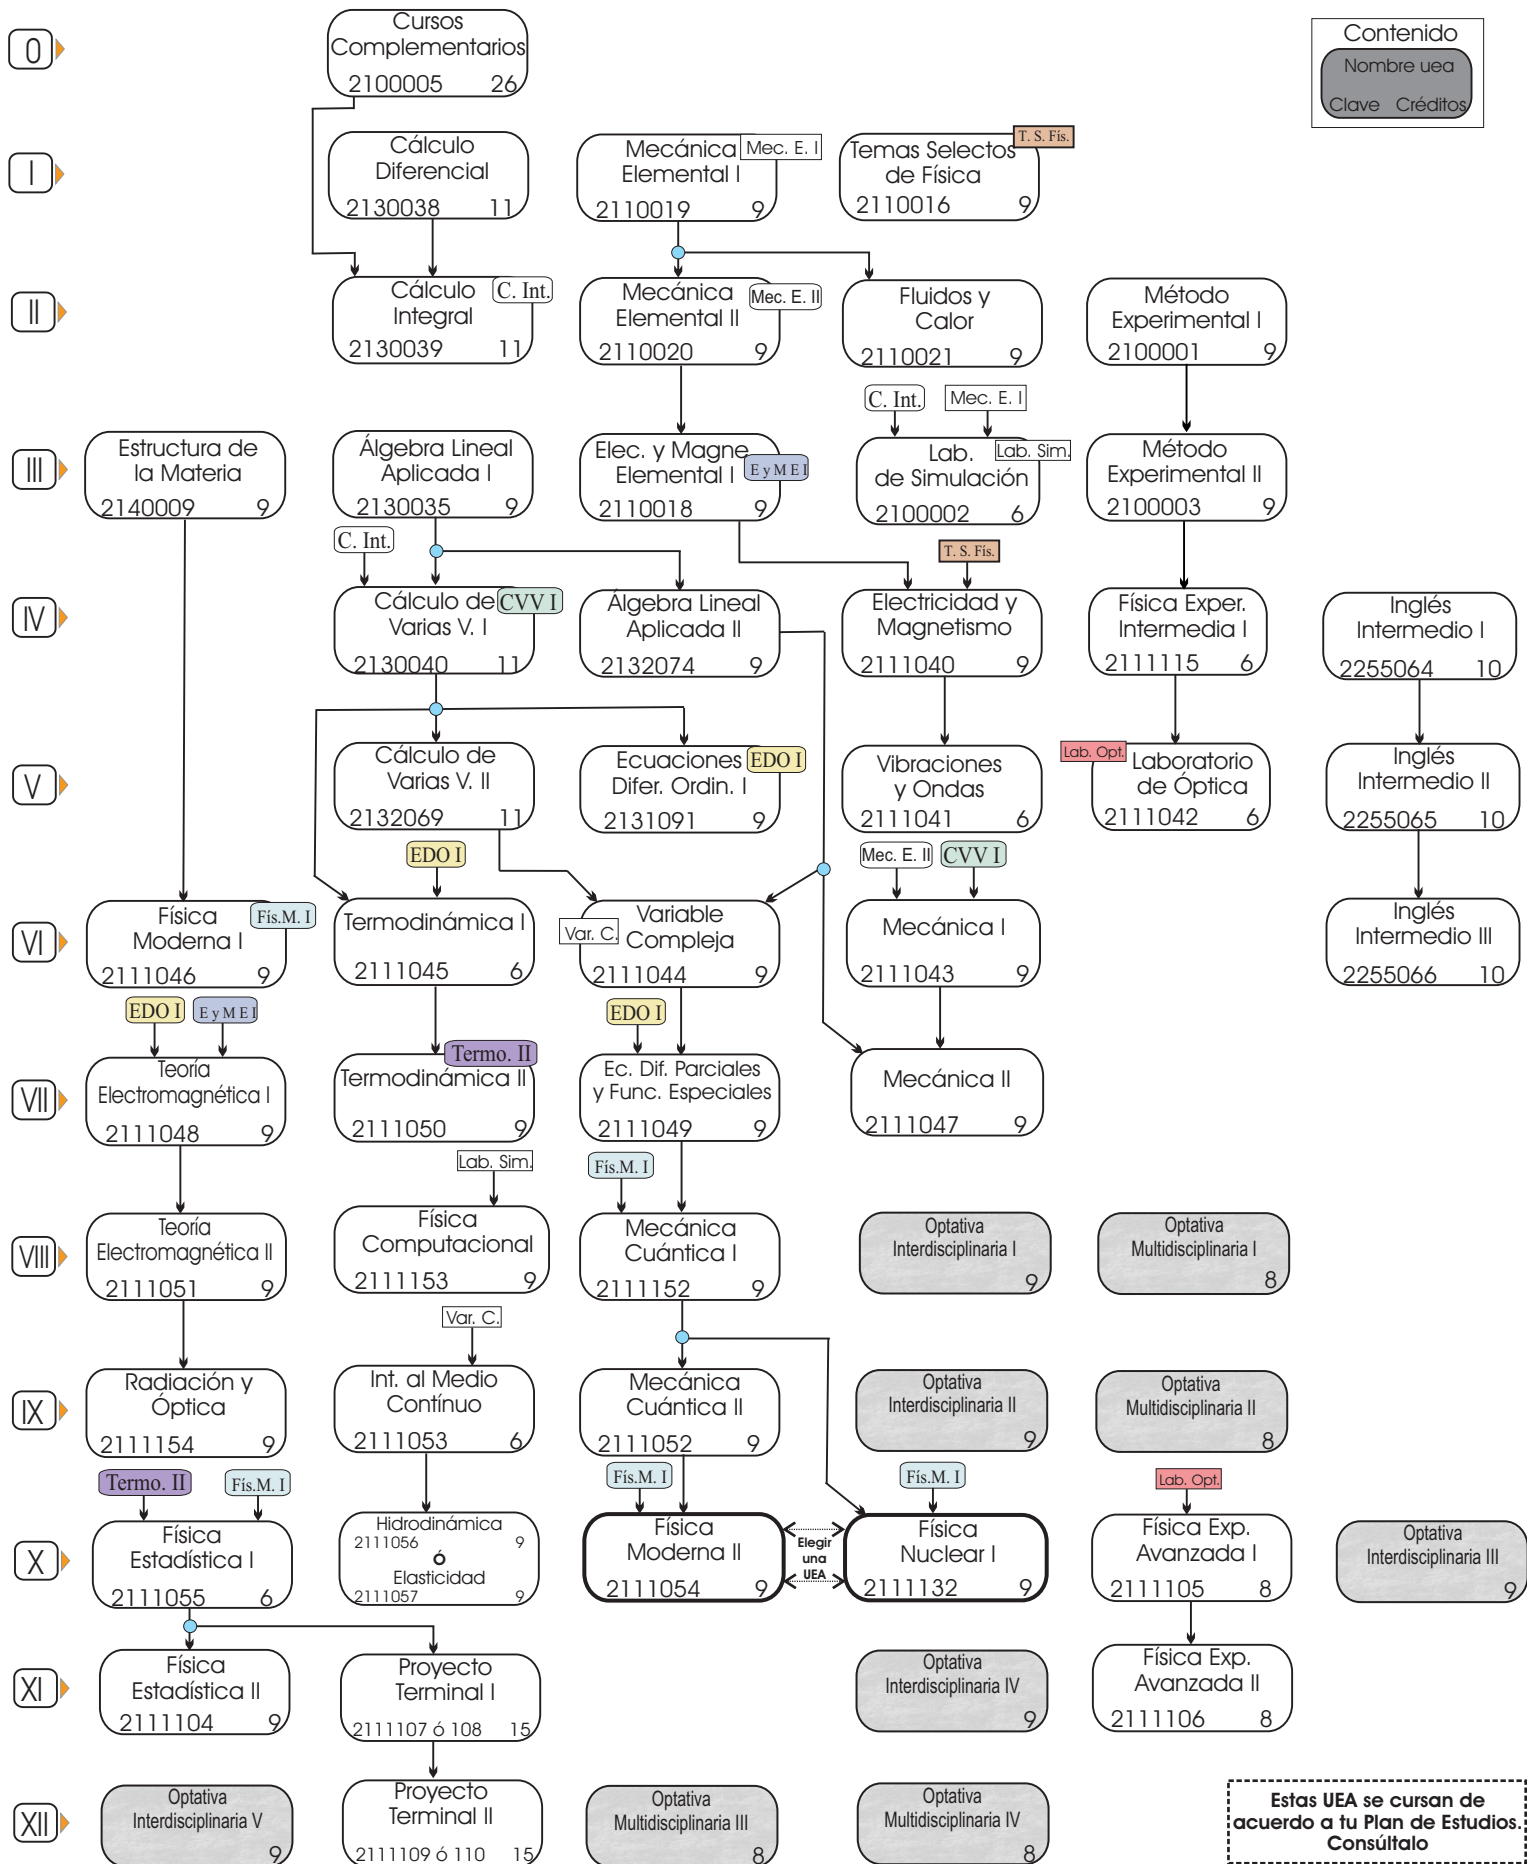 0
Cursos
Complementarios
2100005 26
Contenido
Nombre uea
Clave Créditos
I
Cálculo
Diferencial
2130038 11
Mecánica
Elemental I
Mec. E. I
2110019 9
Temas Selectos
de Física
T. S. Fís.
2110016 9
II
Cálculo
Integral
C. Int.
2130039 11
Mecánica
Elemental II
Mec. E. II
2110020 9
Fluidos y
Calor
2110021 9
Método
Experimental I
2100001 9
C. Int.
Mec. E. I
III
Estructura de
la Materia
2140009 9
Álgebra Lineal
Aplicada I
2130035 9
Elec. y Magne
Elemental I
E y M E I
2110018 9
Lab.
de Simulación
Lab. Sim.
2100002 6
Método
Experimental II
2100003 9
C. Int.
T. S. Fís.
IV
Cálculo de
Varias V. I
CVV I
2130040 11
Álgebra Lineal
Aplicada II
2132074 9
Electricidad y
Magnetismo
2111040 9
Física Exper.
Intermedia I
2111115 6
Inglés
Intermedio I
2255064 10
V
Cálculo de
Varias V. II
2132069 11
Ecuaciones
Difer. Ordin. I
EDO I
2131091 9
Vibraciones
y Ondas
2111041 6
Lab. Opt.
Laboratorio
de Óptica
2111042 6
Inglés
Intermedio II
2255065 10
EDO I
Mec. E. II
CVV I
VI
Física
Moderna I
Fís.M. I
2111046 9
Termodinámica I
2111045 6
Var. C.
Variable
Compleja
2111044 9
Mecánica I
2111043 9
Inglés
Intermedio III
2255066 10
EDO I
E y M E I
EDO I
VII
Teoría
Electromagnética I
2111048 9
Termo. II
Termodinámica II
2111050 9
Ec. Dif. Parciales
y Func. Especiales
2111049 9
Mecánica II
2111047 9
Lab. Sim.
Fís.M. I
VIII
Teoría
Electromagnética II
2111051 9
Física
Computacional
2111153 9
Mecánica
Cuántica I
2111152 9
Optativa
Interdisciplinaria I
9
Optativa
Multidisciplinaria I
8
Var. C.
IX
Radiación y
Óptica
2111154 9
Int. al Medio
Contínuo
2111053 6
Mecánica
Cuántica II
2111052 9
Optativa
Interdisciplinaria II
9
Optativa
Multidisciplinaria II
8
Termo. II
Fís.M. I
Fís.M. I
Fís.M. I
Lab. Opt.
X
Física
Estadística I
2111055 6
Hidrodinámica
2111056 9
ó
Elasticidad
2111057 9
Física
Moderna II
2111054 9
Elegir
una
UEA
Física
Nuclear I
2111132 9
Física Exp.
Avanzada I
2111105 8
Optativa
Interdisciplinaria III
9
XI
Física
Estadística II
2111104 9
Proyecto
Terminal I
2111107 ó 108 15
Optativa
Interdisciplinaria IV
9
Física Exp.
Avanzada II
2111106 8
XII
Optativa
Interdisciplinaria V
9
Proyecto
Terminal II
2111109 ó 110 15
Optativa
Multidisciplinaria III
8
Optativa
Multidisciplinaria IV
8
Estas UEA se cursan de
acuerdo a tu Plan de Estudios.
Consúltalo